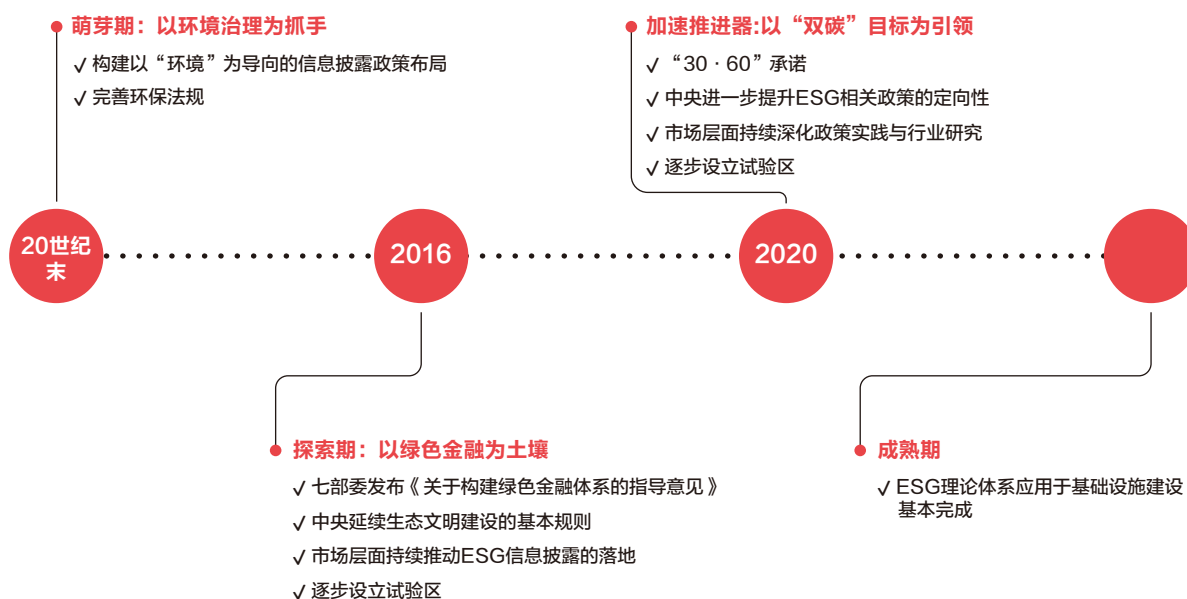 萌芽期：以环境治理为抓手
✓ 构建以“环境”为导向的信息披露政策布局
✓ 完善环保法规
加速推进器:以“双碳”目标为引领
✓ “30 · 60”承诺
✓ 中央进一步提升ESG相关政策的定向性
✓ 市场层面持续深化政策实践与行业研究
✓ 逐步设立试验区
20世纪
末
2016
2020
探索期：以绿色金融为土壤
✓ 七部委发布《关于构建绿色金融体系的指导意见》
✓ 中央延续生态文明建设的基本规则
✓ 市场层面持续推动ESG信息披露的落地
✓ 逐步设立试验区
成熟期
✓ ESG理论体系应用于基础设施建设
基本完成